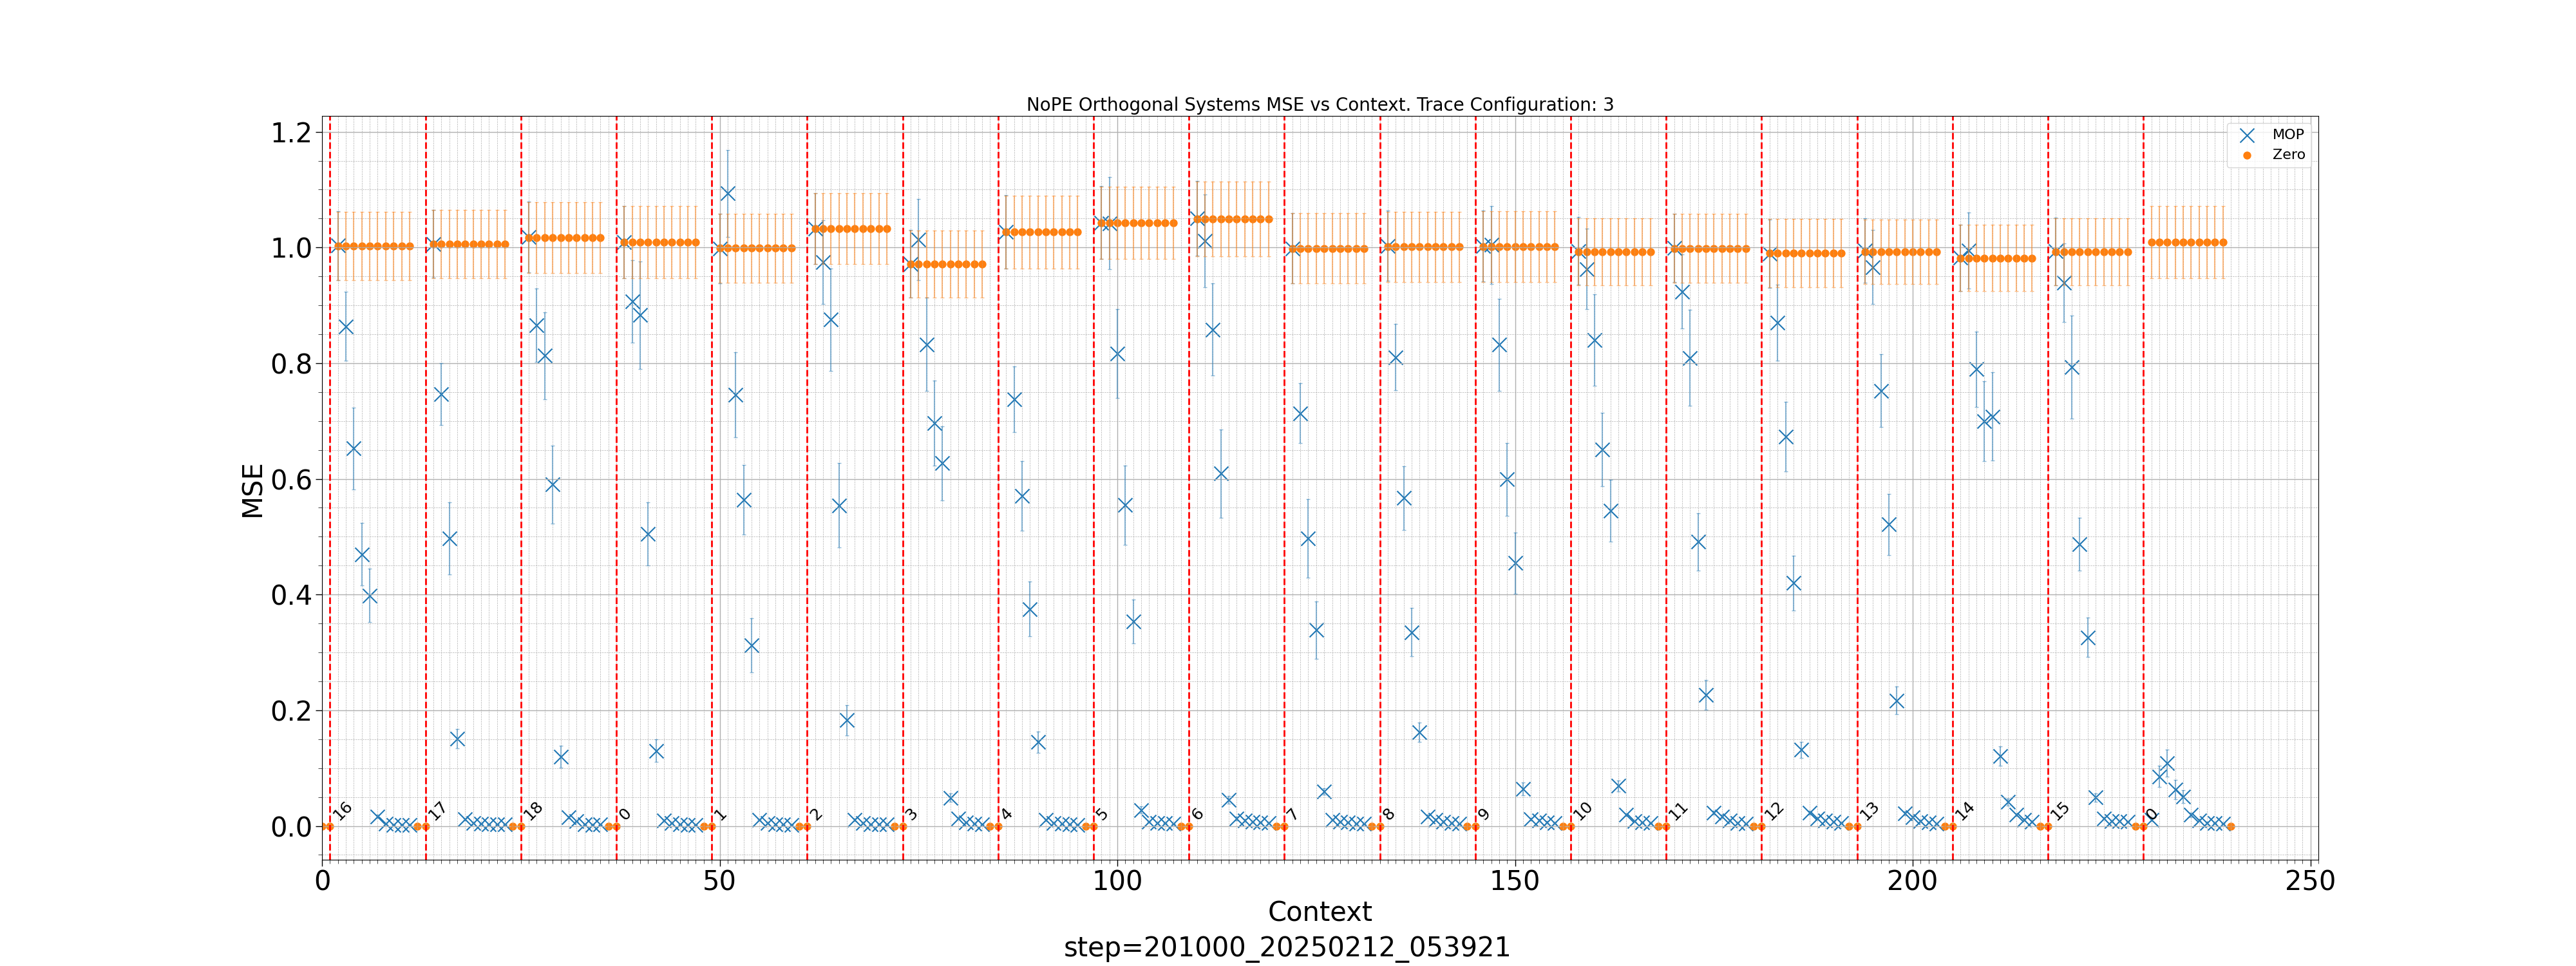 NoPE Orthogonal Systems MSE vs Context. Trace Configuration: 3
MOP
Zero
MSE
1.2
1.0
0.8
0.6
0.4
0.2
0.0
16 17 18 0 1 2 3 4 5 6 7 8 9 10 11 12 13 14 15 0
0 50 100 150 200 250
Context
step=201000_20250212_053921